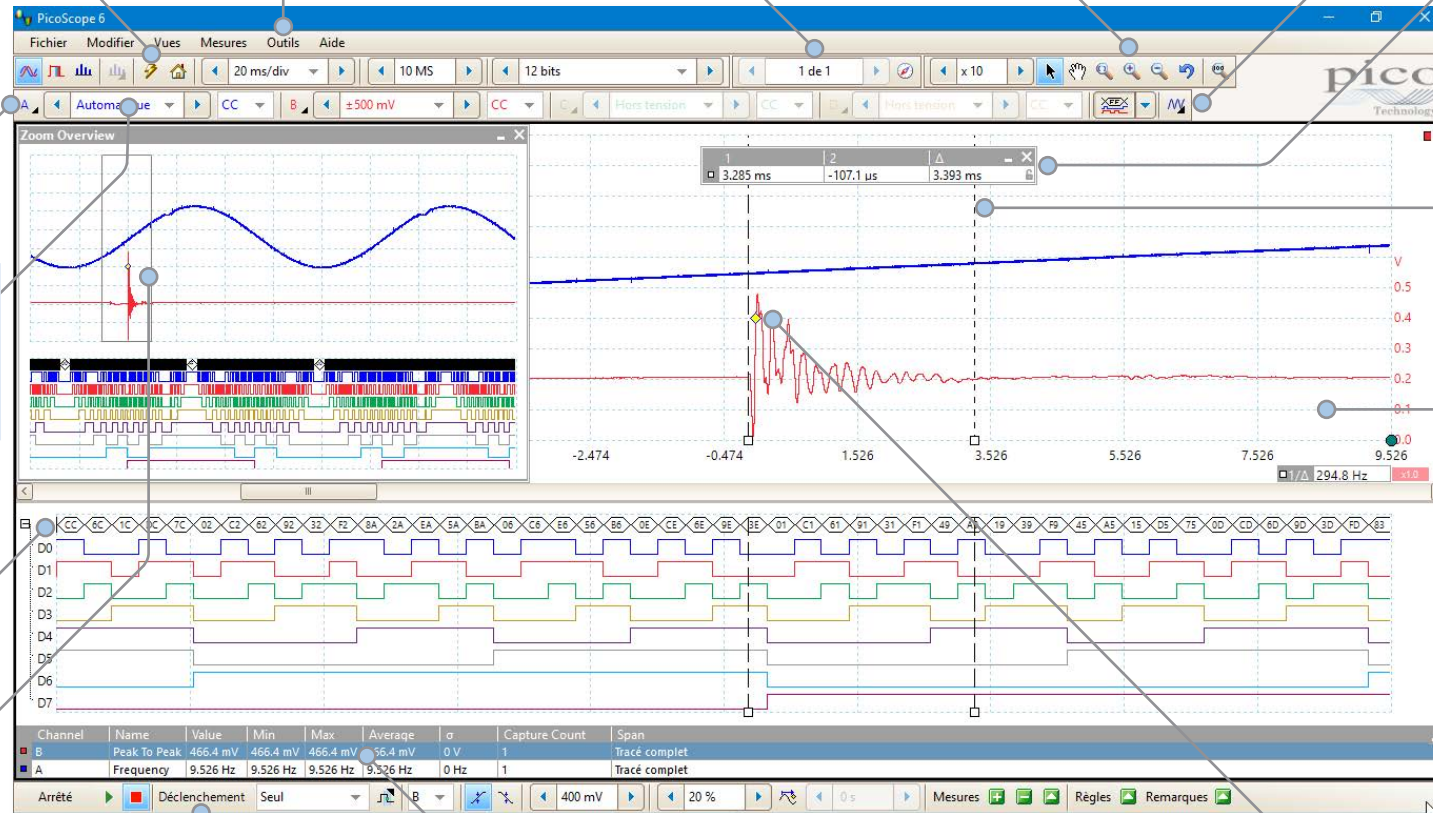 PicoScope 6
Fichier Modifier Vues Mesures Outils Aide
20 ms/div 10 MS 12 bits 1 de 1 x 10
pico
Technology
A Automatique CC B ±500 mV CC C Hors tension CC D Hors tension CC
Zoom Overview
1 2 Δ
3.285 ms -107.1 µs 3.393 ms
V
0.5
0.4
0.3
0.2
0.1
0.0
-2.474 -0.474 1.526 3.526 5.526 7.526 9.526
1/Δ 294.8 Hz x1.0
CC 6C 1C 7C 02 C2 62 92 32 F2 8A 2A EA 5A BA 06 C6 E6 56 B6 0E CE 6E 9E BE 01 C1 61 91 31 F1 49 19 39 F9 45 A5 15 D5 75 0D CD 6D 9D 3D FD 83
D0
D1
D2
D3
D4
D5
D6
D7
Channel Name Value Min Max Average σ Capture Count Span
B Peak To Peak 466.4 mV 466.4 mV 466.4 mV 466.4 mV 0 V 1 Tracé complet
A Frequency 9.526 Hz 9.526 Hz 9.526 Hz 9.526 Hz 0 Hz 1 Tracé complet
Arrêté Déclenchement Seul B 400 mV 20 % 0 s Mesures Règles Remarques